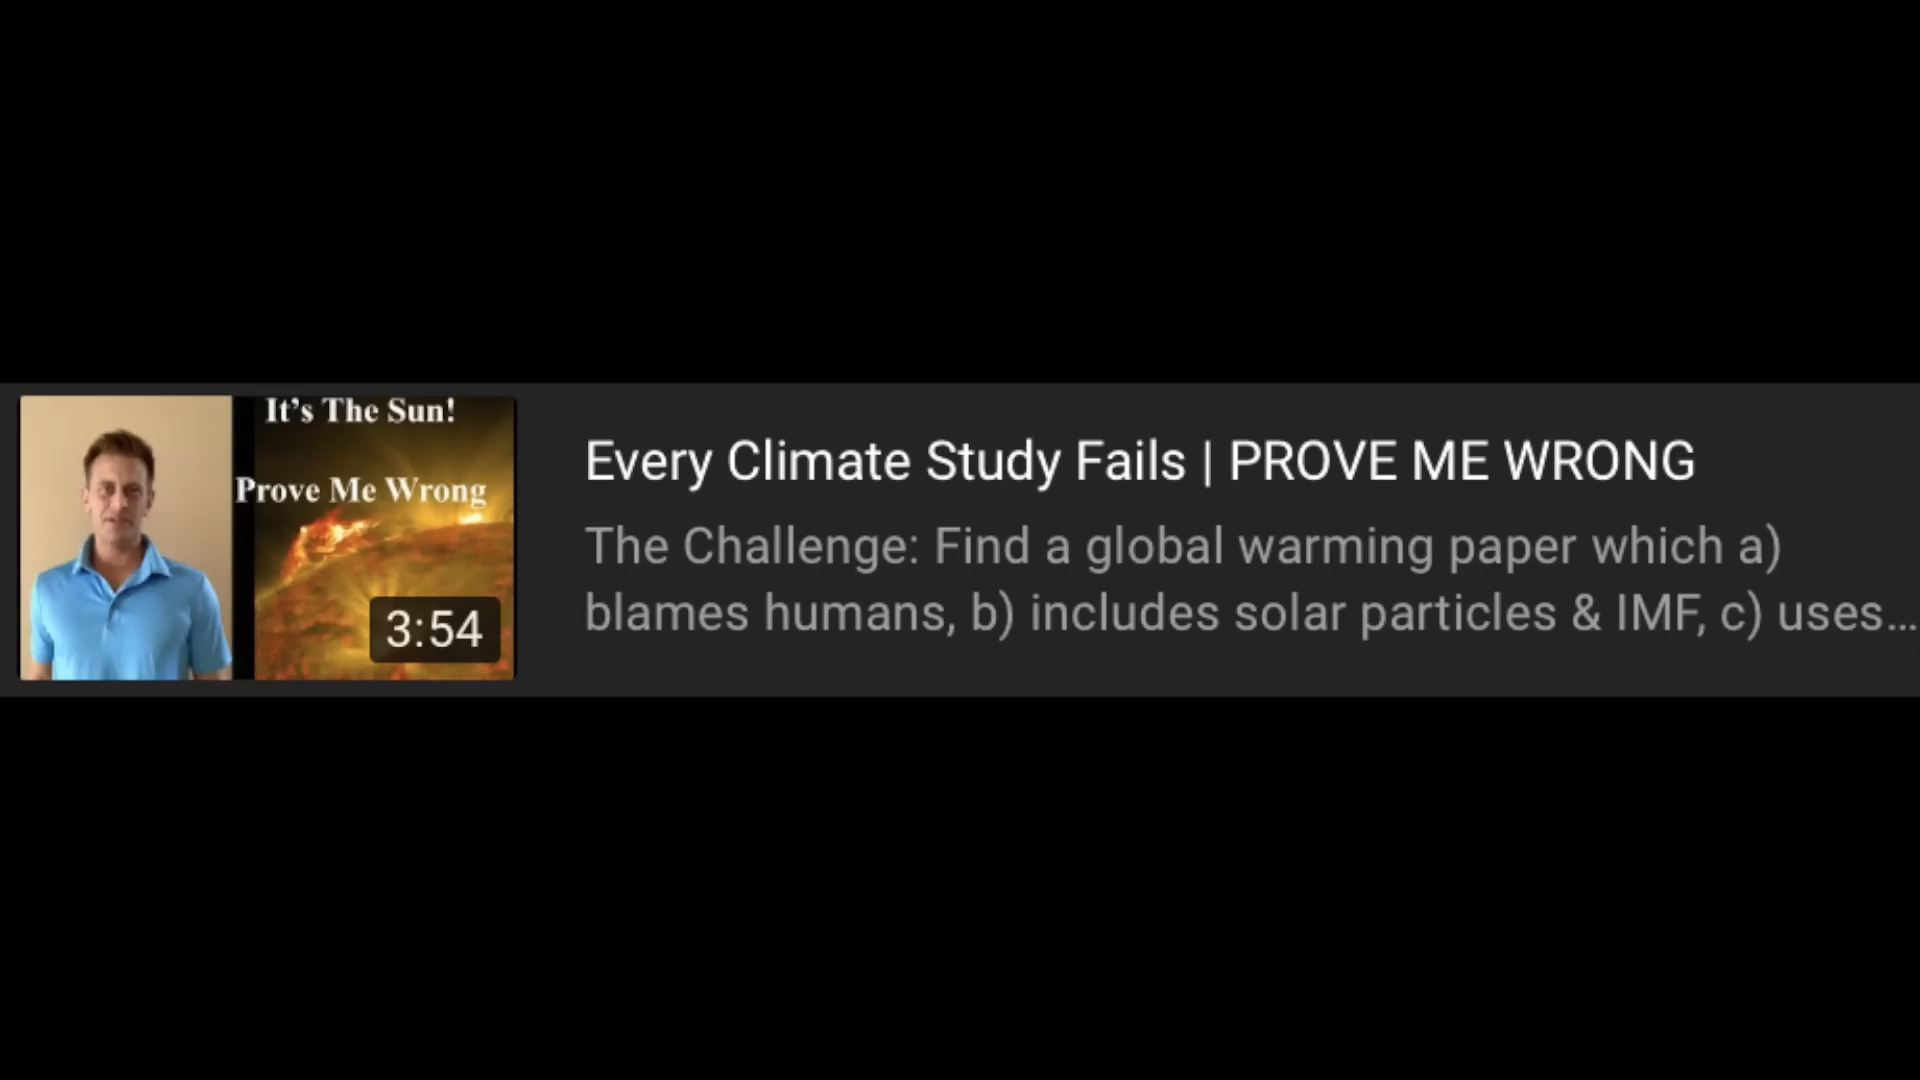 It's The Sun!
Prove Me Wrong
3:54
Every Climate Study Fails | PROVE ME WRONG
The Challenge: Find a global warming paper which a)
blames humans, b) includes solar particles & IMF, c) uses...